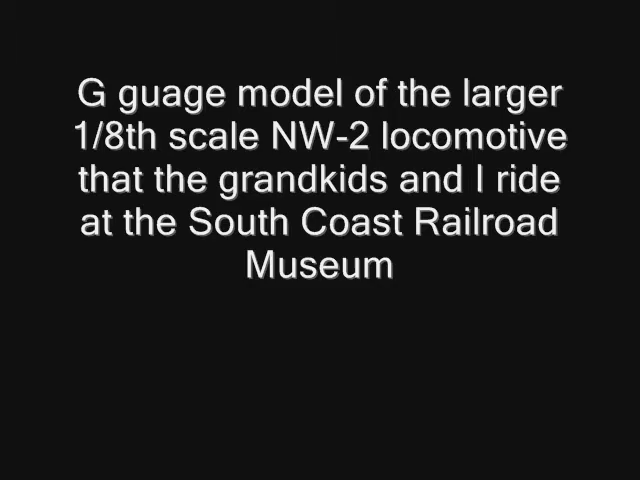 G guage model of the larger
1/8th scale NW-2 locomotive
that the grandkids and I ride
at the South Coast Railroad
Museum